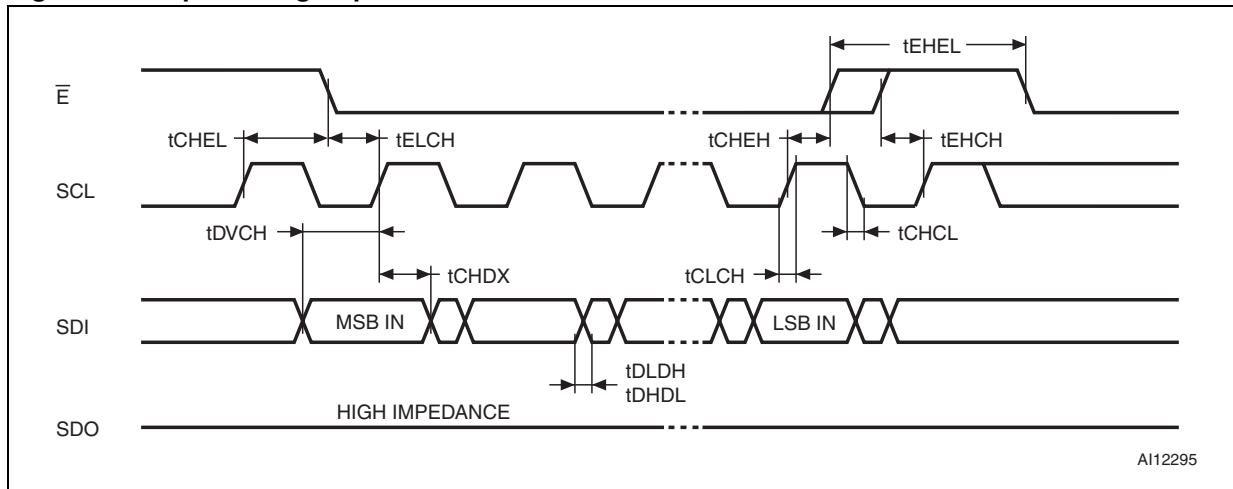 tEHEL
E
tCHEL
tELCH
tCHEH
tEHCH
SCL
tDVCH
tCHCL
tCHDX
tCLCH
SDI
MSB IN
LSB IN
tDLDH
tDHDL
HIGH IMPEDANCE
SDO
AI12295